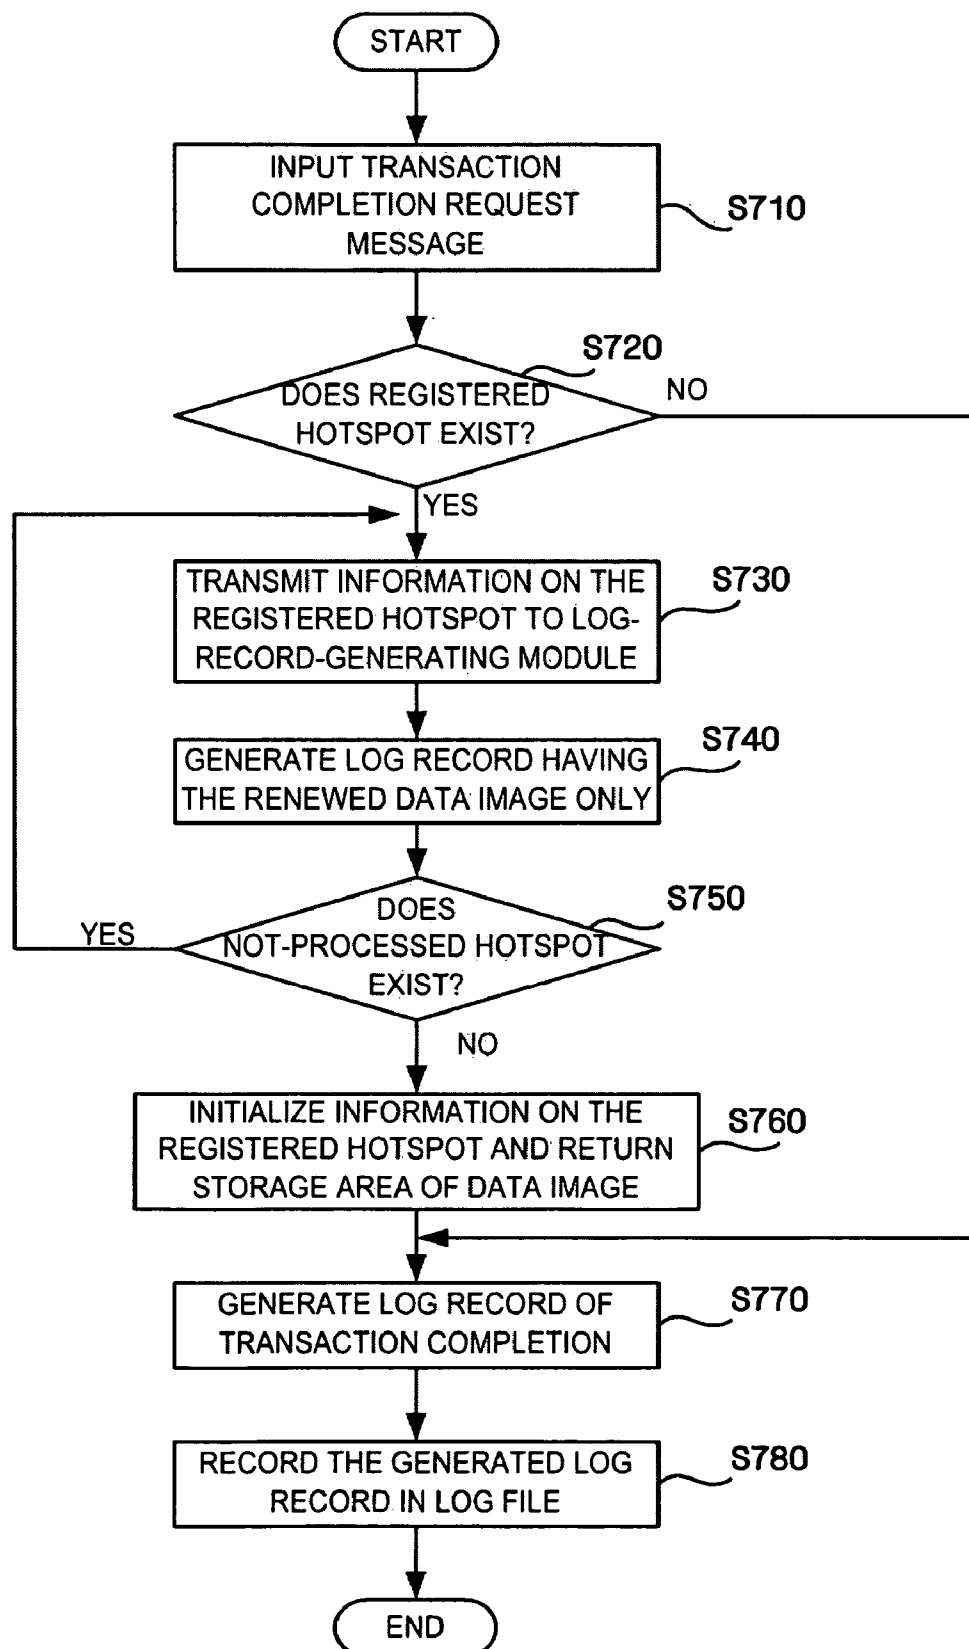 START
INPUT TRANSACTION
COMPLETION REQUEST
MESSAGE
S710
S720
DOES REGISTERED
HOTSPOT EXIST?
NO
YES
TRANSMIT INFORMATION ON THE
REGISTERED HOTSPOT TO LOG-
RECORD-GENERATING MODULE
S730
GENERATE LOG RECORD HAVING
THE RENEWED DATA IMAGE ONLY
S740
DOES
NOT-PROCESSED HOTSPOT
EXIST?
S750
YES
NO
INITIALIZE INFORMATION ON THE
REGISTERED HOTSPOT AND RETURN
STORAGE AREA OF DATA IMAGE
S760
GENERATE LOG RECORD OF
TRANSACTION COMPLETION
S770
RECORD THE GENERATED LOG
RECORD IN LOG FILE
S780
END